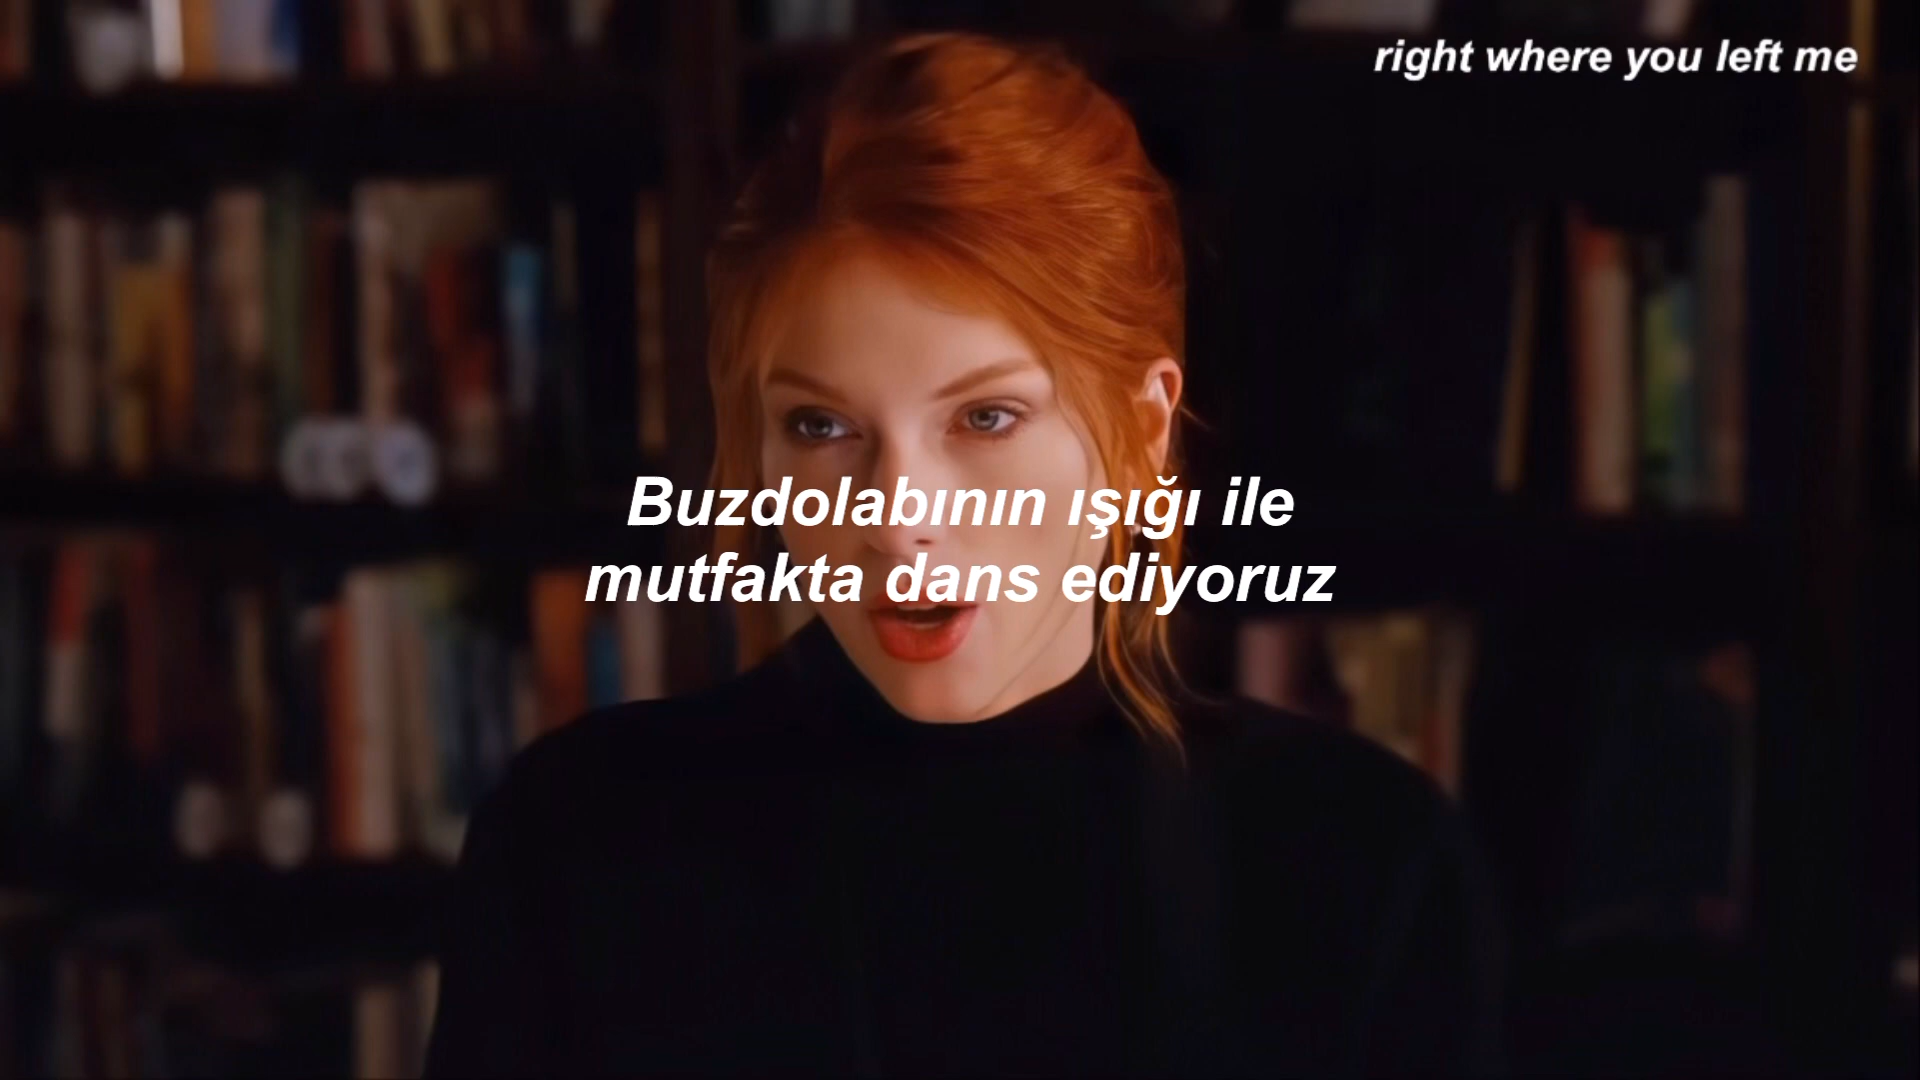 right where you left me
Buzdolabının ışığı ile
mutfakta dans ediyoruz